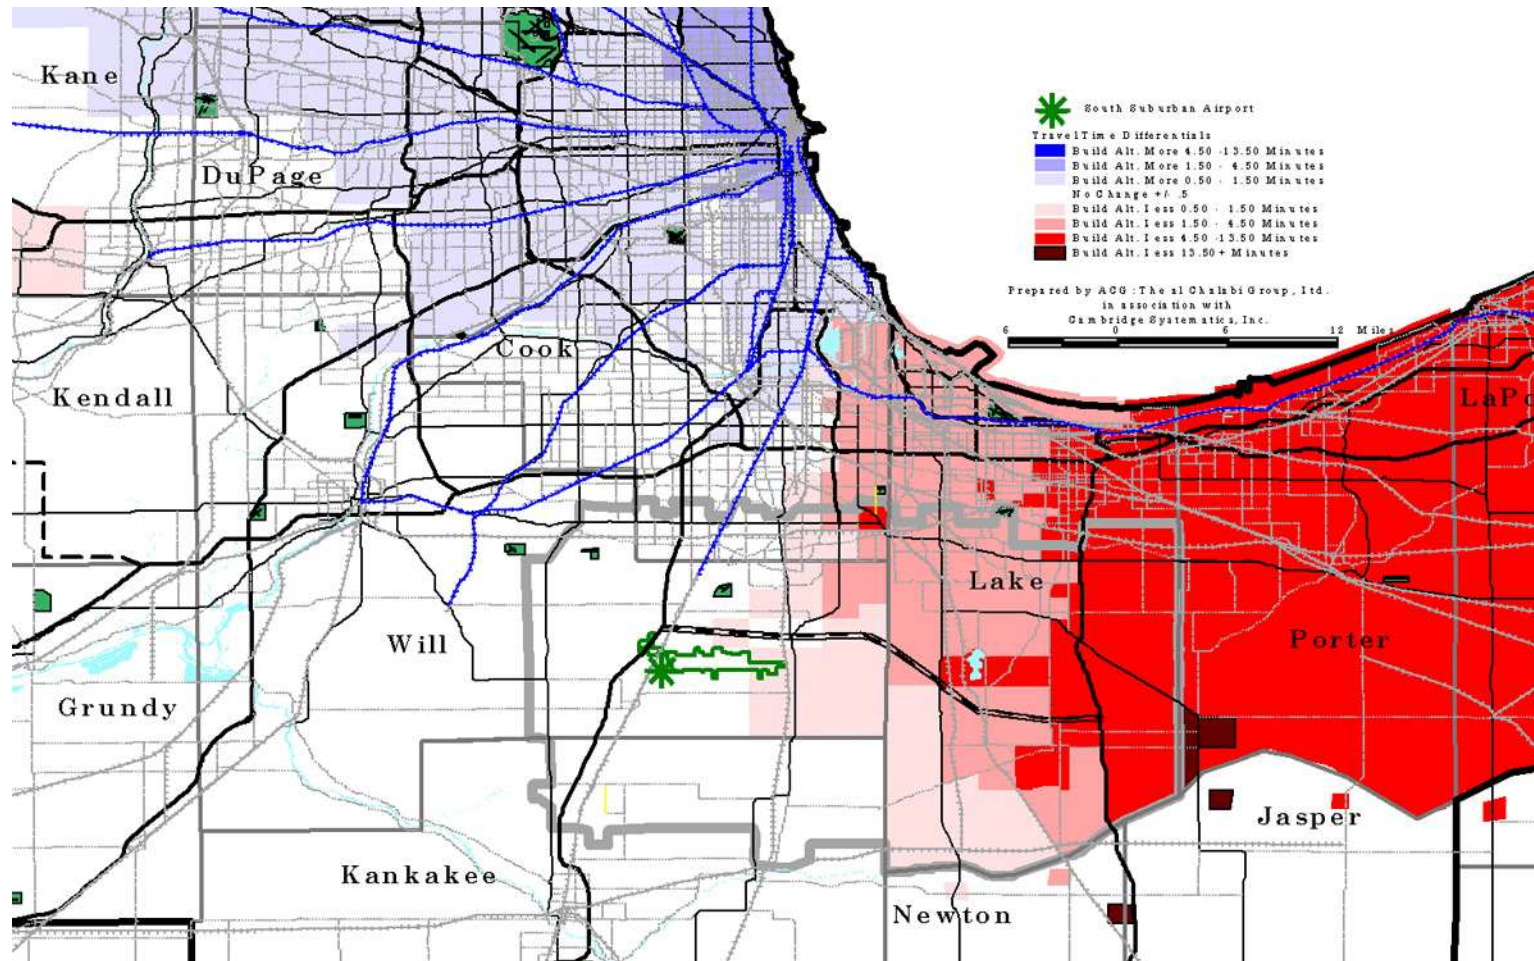 Kane
South Suburban Airport
Travel Time Differentials
Build Alt. More 4.50 -13.50 Minutes
Build Alt. More 1.50 - 4.50 Minutes
DuPage
Build Alt. More 0.50 - 1.50 Minutes
No Change +/- .5
Build Alt. Less 0.50 - 1.50 Minutes
Build Alt. Less 1.50 - 4.50 Minutes
Build Alt. Less 4.50 -13.50 Minutes
Build Alt. Less 13.50+ Minutes
Prepared by ACG: The al Chalabi Group, Ltd.
in association with
Cambridge Systematics, Inc.
6 0 6 12 Miles
Cook
Kendall
LaPo
Lake
Will
Porter
Grundy
Jasper
Kankakee
Newton